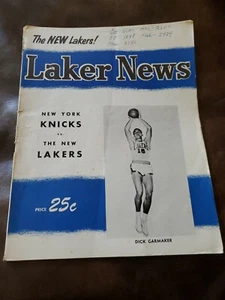 The NEW Lakers!
Laker News
NEW YORK
KNICKS
vs.
THE NEW
LAKERS
PRICE 25c
DICK GARMAKER